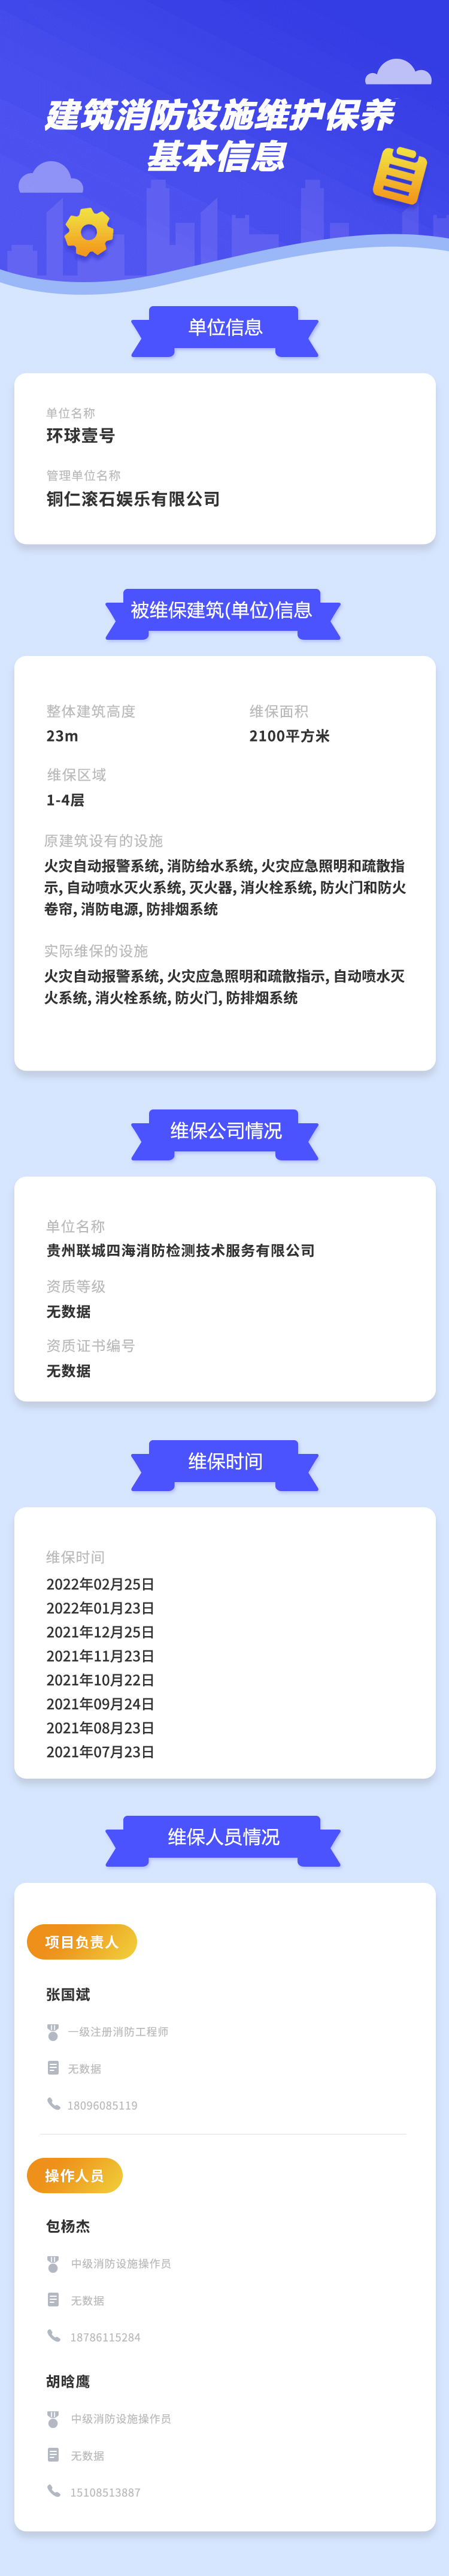 建筑消防设施维护保养
基本信息
单位信息
单位名称
环球壹号
管理单位名称
铜仁滚石娱乐有限公司
被维保建筑(单位)信息
整体建筑高度 维保面积
23m 2100平方米
维保区域
1-4层
原建筑设有的设施
火灾自动报警系统, 消防给水系统, 火灾应急照明和疏散指
示, 自动喷水灭火系统, 灭火器, 消火栓系统, 防火门和防火
卷帘, 消防电源, 防排烟系统
实际维保的设施
火灾自动报警系统, 火灾应急照明和疏散指示, 自动喷水灭
火系统, 消火栓系统, 防火门, 防排烟系统
维保公司情况
单位名称
贵州联城四海消防检测技术服务有限公司
资质等级
无数据
资质证书编号
无数据
维保时间
维保时间
2022年02月25日
2022年01月23日
2021年12月25日
2021年11月23日
2021年10月22日
2021年09月24日
2021年08月23日
2021年07月23日
维保人员情况
项目负责人
张国斌
一级注册消防工程师
无数据
18096085119
操作人员
包杨杰
中级消防设施操作员
无数据
18786115284
胡晗鹰
中级消防设施操作员
无数据
15108513887